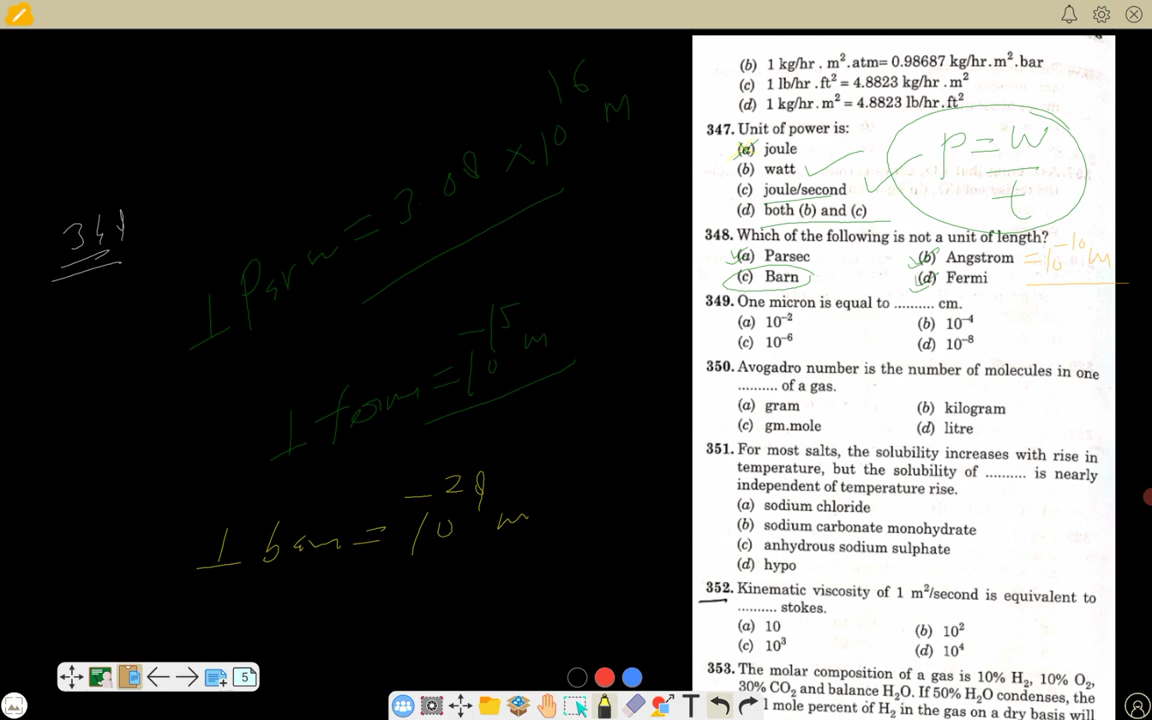 (b) 1 kg/hr . m².atm= 0.98687 kg/hr.m².bar
(c) 1 lb/hr .ft² = 4.8823 kg/hr .m²
(d) 1 kg/hr.m² = 4.8823 lb/hr.ft²
347. Unit of power is:
(a) joule
(b) watt
(c) joule/second
(d) both (b) and (c)
P = W/t
348. Which of the following is not a unit of length?
(a) Parsec (b) Angstrom = 10⁻¹⁰ m
(c) Barn (d) Fermi
349. One micron is equal to .......... cm.
(a) 10⁻² (b) 10⁻⁴
(c) 10⁻⁶ (d) 10⁻⁸
350. Avogadro number is the number of molecules in one
.......... of a gas.
(a) gram (b) kilogram
(c) gm.mole (d) litre
351. For most salts, the solubility increases with rise in
temperature, but the solubility of .......... is nearly
independent of temperature rise.
(a) sodium chloride
(b) sodium carbonate monohydrate
(c) anhydrous sodium sulphate
(d) hypo
352. Kinematic viscosity of 1 m²/second is equivalent to
.......... stokes.
(a) 10 (b) 10²
(c) 10³ (d) 10⁴
353. The molar composition of a gas is 10% H₂, 10% O₂,
30% CO₂ and balance H₂O. If 50% H₂O condenses, the
l mole percent of H₂ in the gas on a dry basis will
= 3.08 × 10¹⁶ m
1 = 10⁻¹⁵ m
1 barn = 10⁻²⁸ m
5
T